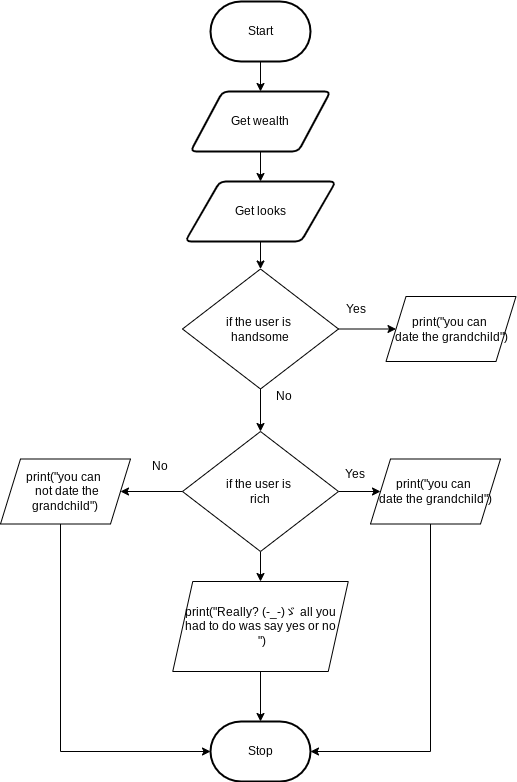 Start
Get wealth
Get looks
if the user is
handsome
Yes
print("you can
date the grandchild")
No
if the user is
rich
No
print("you can
not date the
grandchild")
Yes
print("you can
date the grandchild")
print("Really? (-_-)ゞ all you
had to do was say yes or no
")
Stop